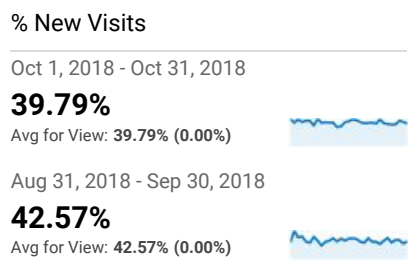 % New Visits
Oct 1, 2018 - Oct 31, 2018
39.79%
Avg for View: 39.79% (0.00%)
Aug 31, 2018 - Sep 30, 2018
42.57%
Avg for View: 42.57% (0.00%)